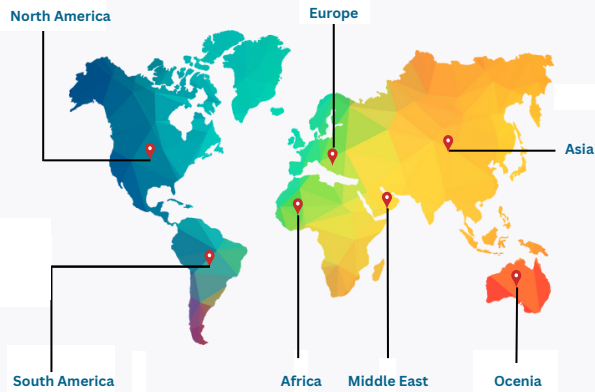 North America
Europe
Asia
South America
Africa
Middle East
Ocenia